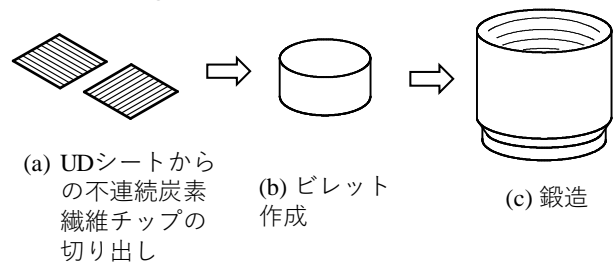 (a) UDシートから
の不連続炭素
繊維チップの
切り出し
(b) ビレット
作成
(c) 鍛造